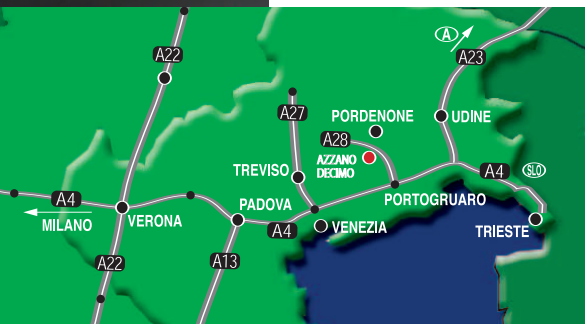 A
A22
A23
A27
PORDENONE
UDINE
A28
AZZANO
DECIMO
TREVISO
A4
SLO
A4
PADOVA
PORTOGRUARO
MILANO
VERONA
A4
VENEZIA
TRIESTE
A22
A13